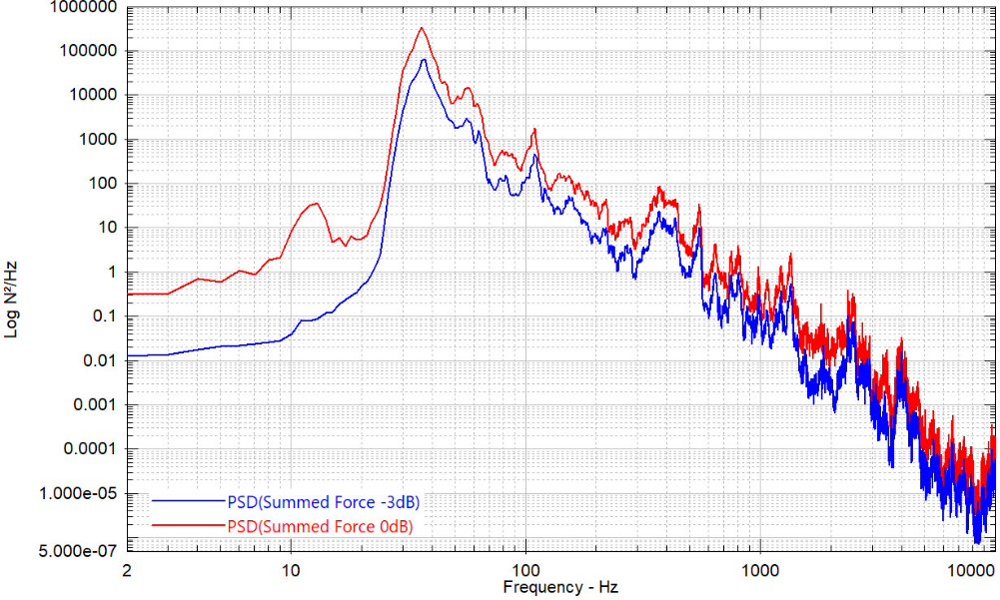 1000000
100000
10000
1000
100
10
1
0.1
0.01
0.001
0.0001
1.000e-05
5.000e-07
Log N²/Hz
PSD(Summed Force -3dB)
PSD(Summed Force 0dB)
2 10 100 1000 10000
Frequency - Hz